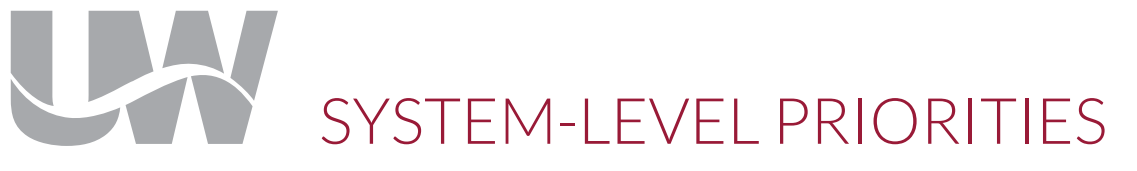 UW
SYSTEM-LEVEL PRIORITIES